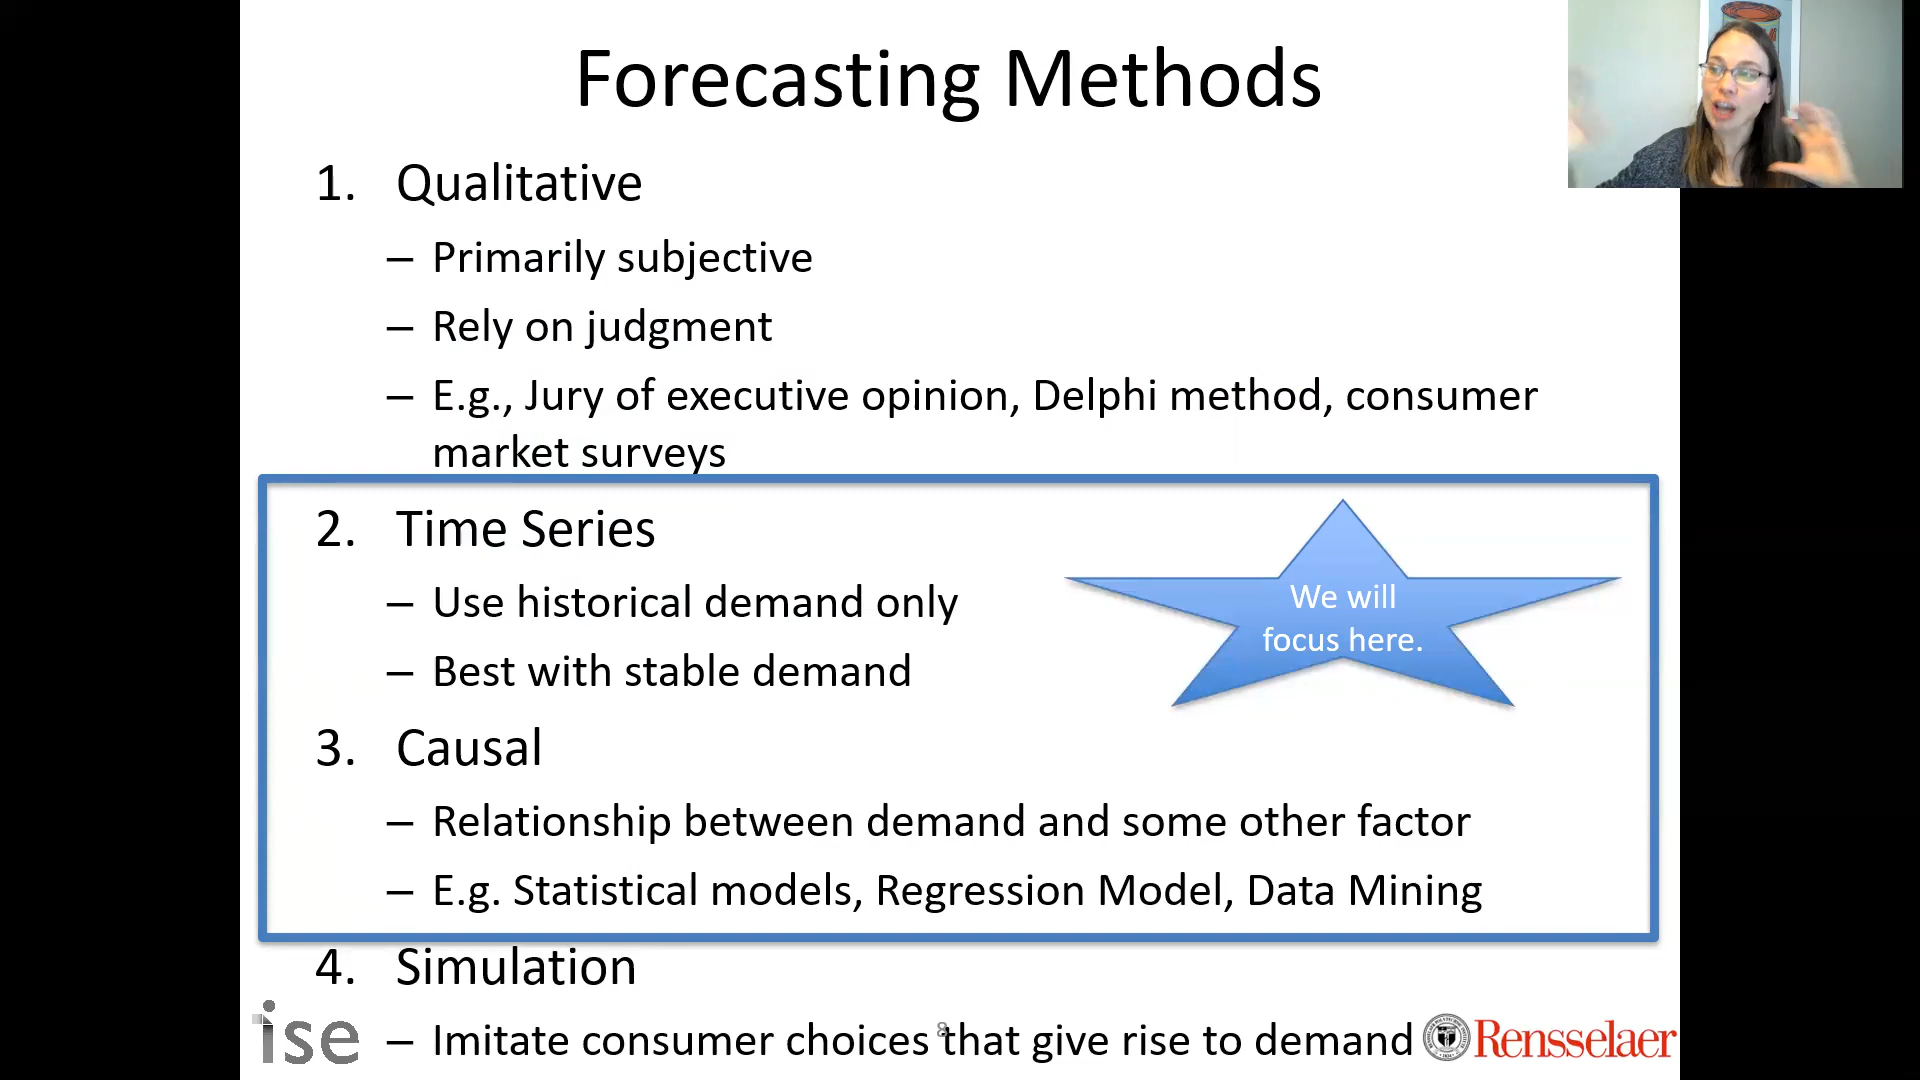 Forecasting Methods
1. Qualitative
– Primarily subjective
– Rely on judgment
– E.g., Jury of executive opinion, Delphi method, consumer
market surveys
2. Time Series
– Use historical demand only
– Best with stable demand
We will
focus here.
3. Causal
– Relationship between demand and some other factor
– E.g. Statistical models, Regression Model, Data Mining
4. Simulation
– Imitate consumer choices that give rise to demand
8
ise
Rensselaer